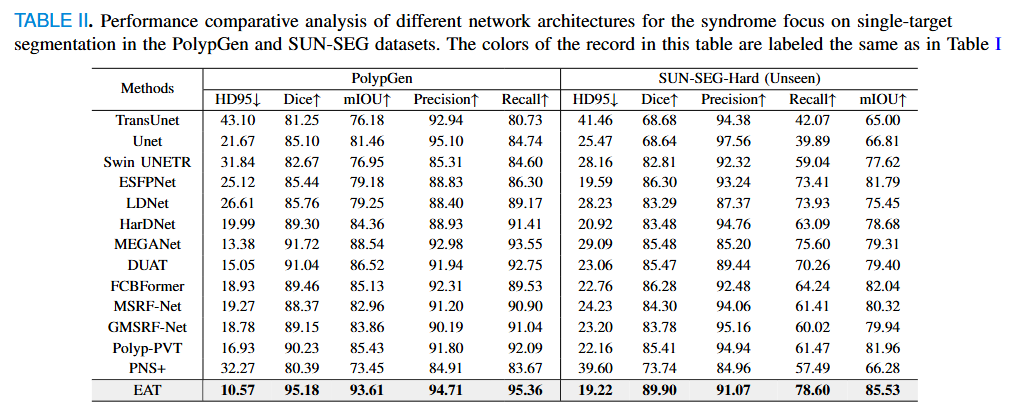 TABLE II. Performance comparative analysis of different network architectures for the syndrome focus on single-target
segmentation in the PolypGen and SUN-SEG datasets. The colors of the record in this table are labeled the same as in Table I
Methods PolypGen SUN-SEG-Hard (Unseen)
HD95↓ Dice↑ mIOU↑ Precision↑ Recall↑ HD95↓ Dice↑ Precision↑ Recall↑ mIOU↑
TransUnet 43.10 81.25 76.18 92.94 80.73 41.46 68.68 94.38 42.07 65.00
Unet 21.67 85.10 81.46 95.10 84.74 25.47 68.64 97.56 39.89 66.81
Swin UNETR 31.84 82.67 76.95 85.31 84.60 28.16 82.81 92.32 59.04 77.62
ESFPNet 25.12 85.44 79.18 88.83 86.30 19.59 86.30 93.24 73.41 81.79
LDNet 26.61 85.76 79.25 88.40 89.17 28.23 83.29 87.37 73.93 75.45
HarDNet 19.99 89.30 84.36 88.93 91.41 20.92 83.48 94.76 63.09 78.68
MEGANet 13.38 91.72 88.54 92.98 93.55 29.09 85.48 85.20 75.60 79.31
DUAT 15.05 91.04 86.52 91.94 92.75 23.06 85.47 89.44 70.26 79.40
FCBFormer 18.93 89.46 85.13 92.31 89.53 22.76 86.28 92.48 64.24 82.04
MSRF-Net 19.27 88.37 82.96 91.20 90.90 24.23 84.30 94.06 61.41 80.32
GMSRF-Net 18.78 89.15 83.86 90.19 91.04 23.20 83.78 95.16 60.02 79.94
Polyp-PVT 16.93 90.23 85.43 91.80 92.09 22.16 85.41 94.94 61.47 81.96
PNS+ 32.27 80.39 73.45 84.91 83.67 39.60 73.74 84.96 57.49 66.28
EAT 10.57 95.18 93.61 94.71 95.36 19.22 89.90 91.07 78.60 85.53